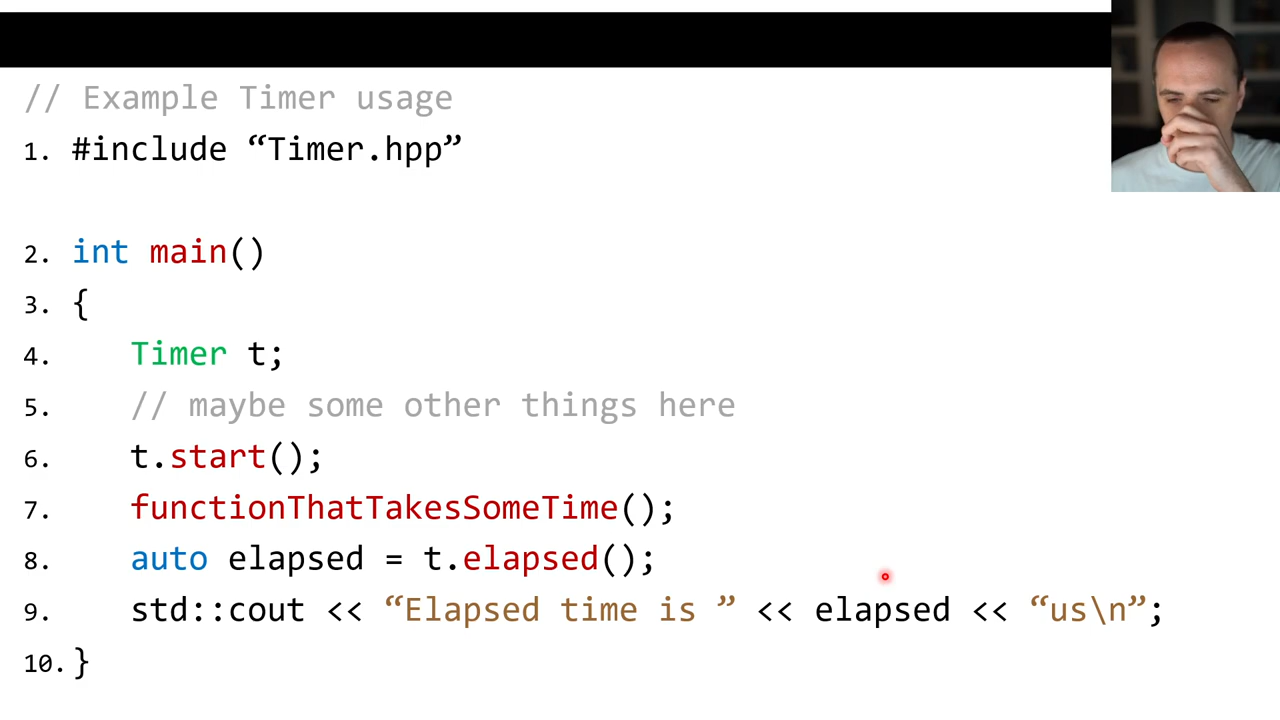 // Example Timer usage
1. #include “Timer.hpp”
2. int main()
3. {
4. Timer t;
5. // maybe some other things here
6. t.start();
7. functionThatTakesSomeTime();
8. auto elapsed = t.elapsed();
9. std::cout << “Elapsed time is ” << elapsed << “us\n”;
10. }